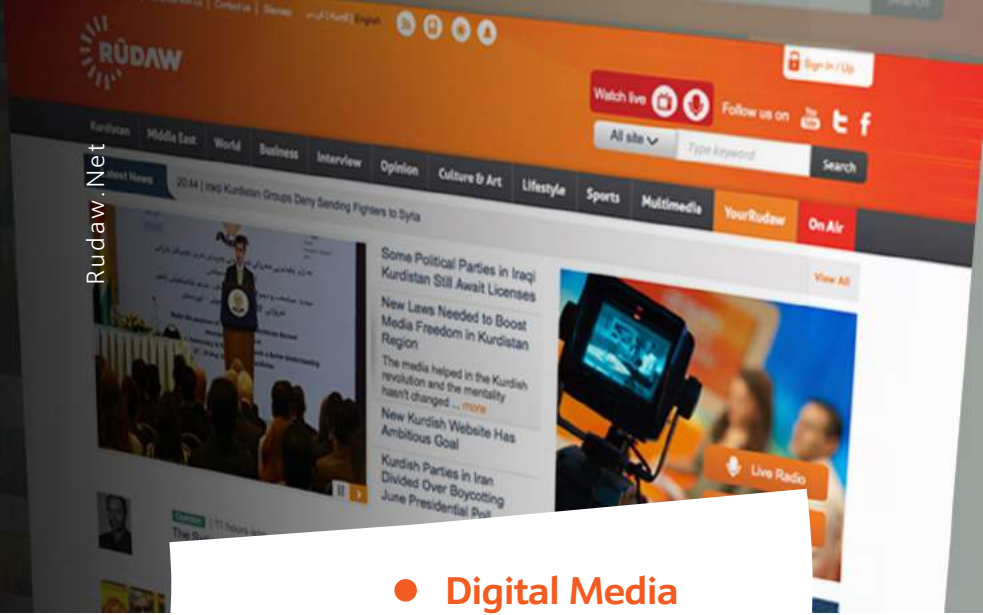 Contact us
English
RÛDAW
Sign In / Up
Watch live
Follow us on
You
Tube
All site
Type keyword
Search
Kurdistan
Middle East
World
Business
Interview
Opinion
Culture & Art
Lifestyle
Sports
Multimedia
YourRudaw
On Air
Rudaw.Net
Latest News
20:44 | Iraqi Kurdistan Groups Deny Sending Fighters to Syria
View All
Some Political Parties in Iraqi
Kurdistan Still Await Licenses
New Laws Needed to Boost
Media Freedom in Kurdistan
Region
The media helped in the Kurdish
revolution and the mentality
hasn't changed ... more
New Kurdish Website Has
Ambitious Goal
Kurdish Parties in Iran
Divided Over Boycotting
June Presidential Poll
Live Radio
Opinion | 11 hours ago
• Digital Media